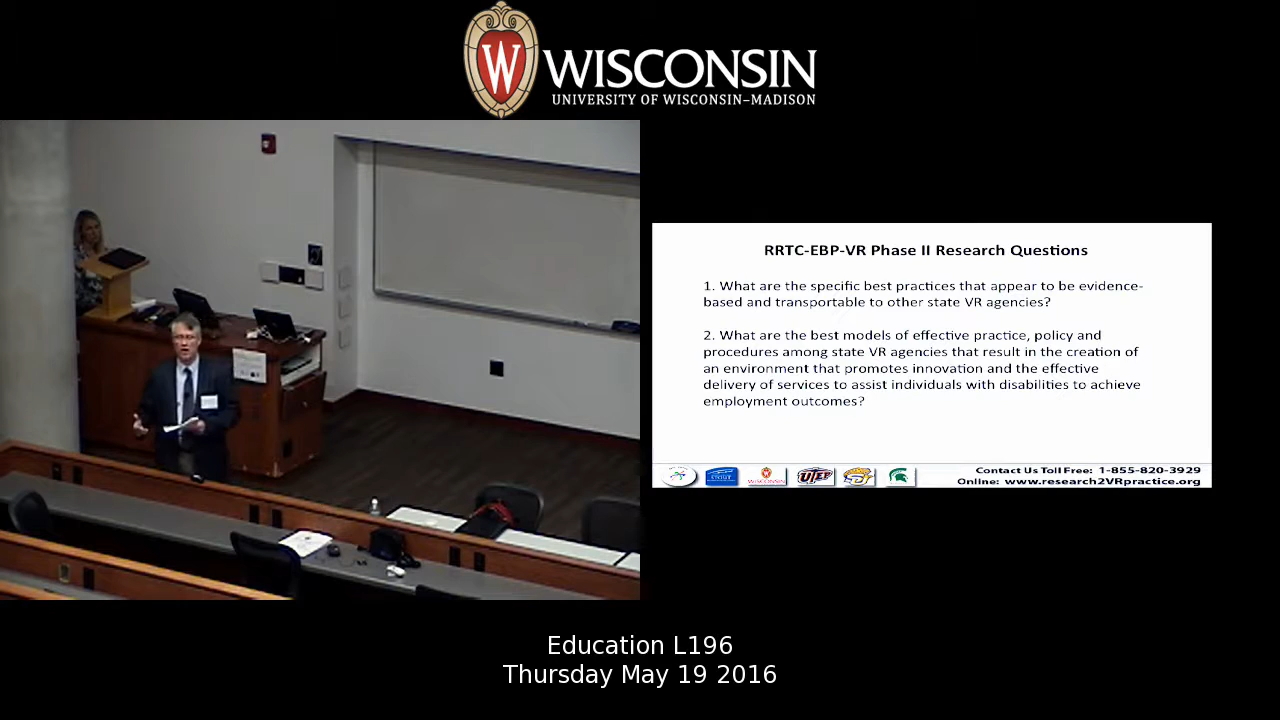 W
WISCONSIN
UNIVERSITY OF WISCONSIN–MADISON
RRTC-EBP-VR Phase II Research Questions
1. What are the specific best practices that appear to be evidence-
based and transportable to other state VR agencies?
2. What are the best models of effective practice, policy and
procedures among state VR agencies that result in the creation of
an environment that promotes innovation and the effective
delivery of services to assist individuals with disabilities to achieve
employment outcomes?
STOUT
WISCONSIN
UTEP
Contact Us Toll Free: 1-855-820-3929
Online: www.research2VRpractice.org
Education L196
Thursday May 19 2016